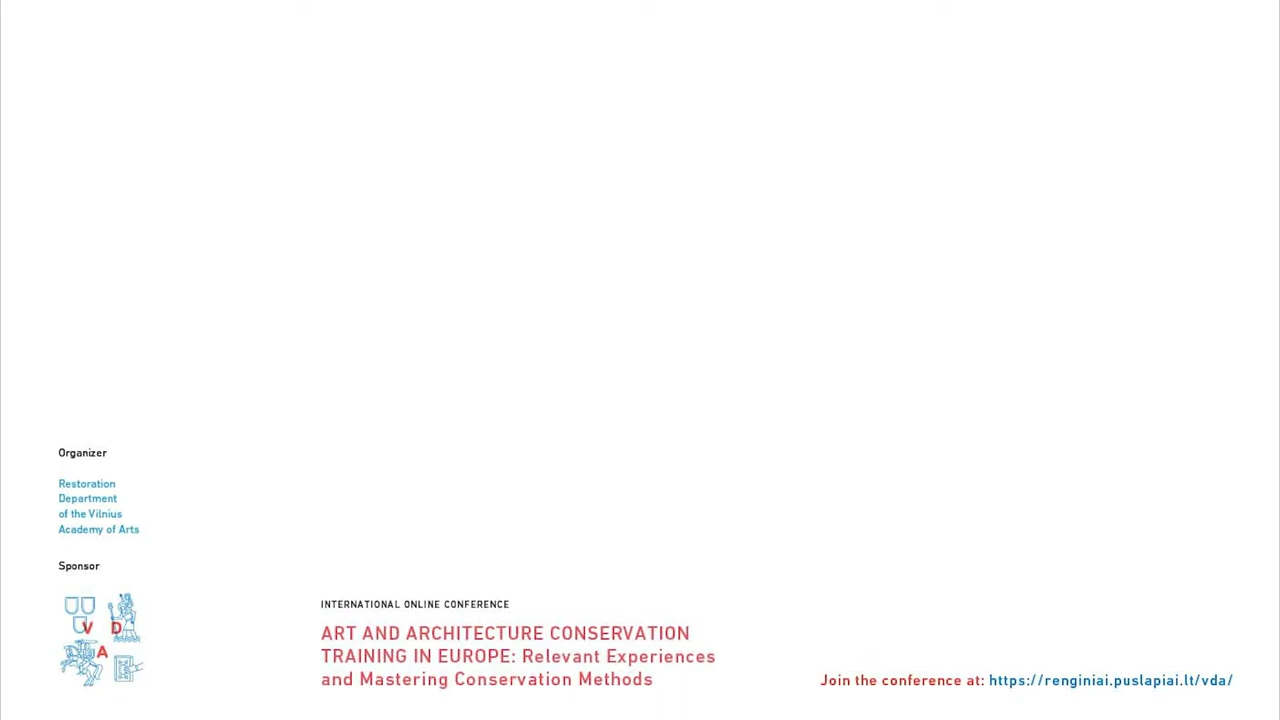 Organizer
Restoration
Department
of the Vilnius
Academy of Arts
Sponsor
V D
A
INTERNATIONAL ONLINE CONFERENCE
ART AND ARCHITECTURE CONSERVATION
TRAINING IN EUROPE: Relevant Experiences
and Mastering Conservation Methods
Join the conference at: https://renginiai.puslapiai.lt/vda/